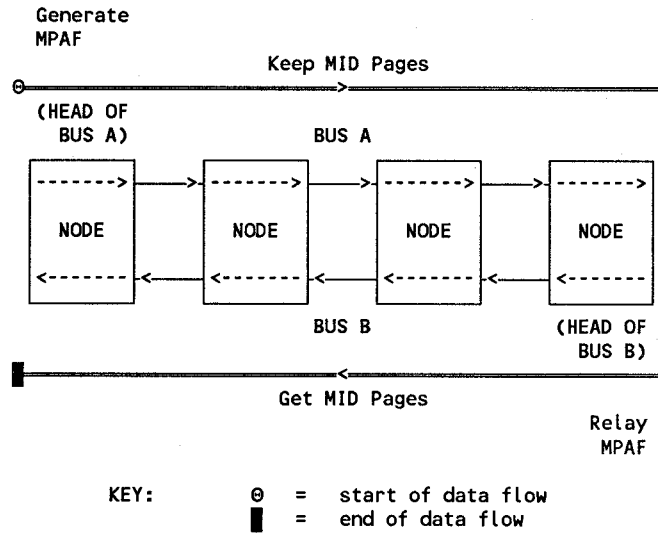 Generate
MPAF
Keep MID Pages
(HEAD OF
BUS A)
BUS A
NODE
NODE
NODE
NODE
BUS B
(HEAD OF
BUS B)
Get MID Pages
Relay
MPAF
KEY:
Θ = start of data flow
█ = end of data flow